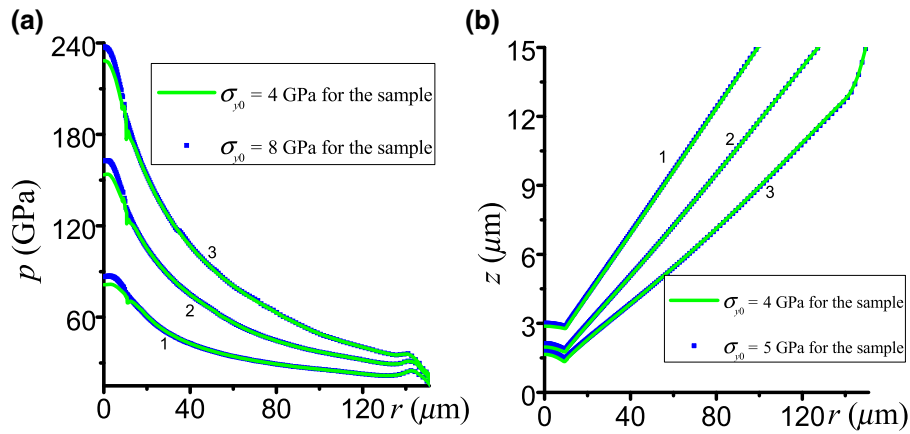 (a)
240
180
120
60
p (GPa)
σy0 = 4 GPa for the sample
σy0 = 8 GPa for the sample
3
2
1
0
40
80
120
r (μm)
(b)
15
12
9
6
3
0
z (μm)
1
2
3
σy0 = 4 GPa for the sample
σy0 = 5 GPa for the sample
0
40
80
120
r (μm)